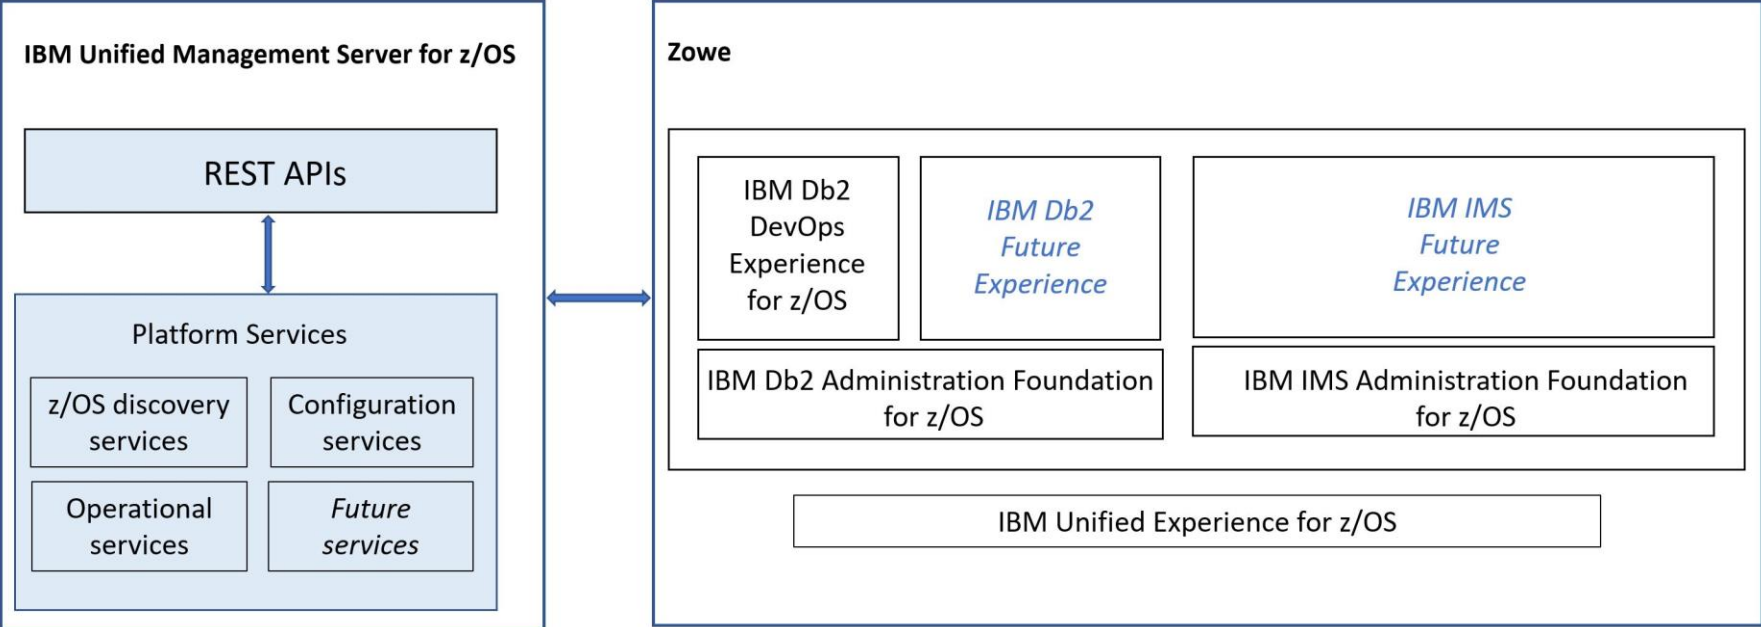 IBM Unified Management Server for z/OS
REST APIs
Platform Services
z/OS discovery
services
Configuration
services
Operational
services
Future
services
Zowe
IBM Db2
DevOps
Experience
for z/OS
IBM Db2
Future
Experience
IBM IMS
Future
Experience
IBM Db2 Administration Foundation
for z/OS
IBM IMS Administration Foundation
for z/OS
IBM Unified Experience for z/OS